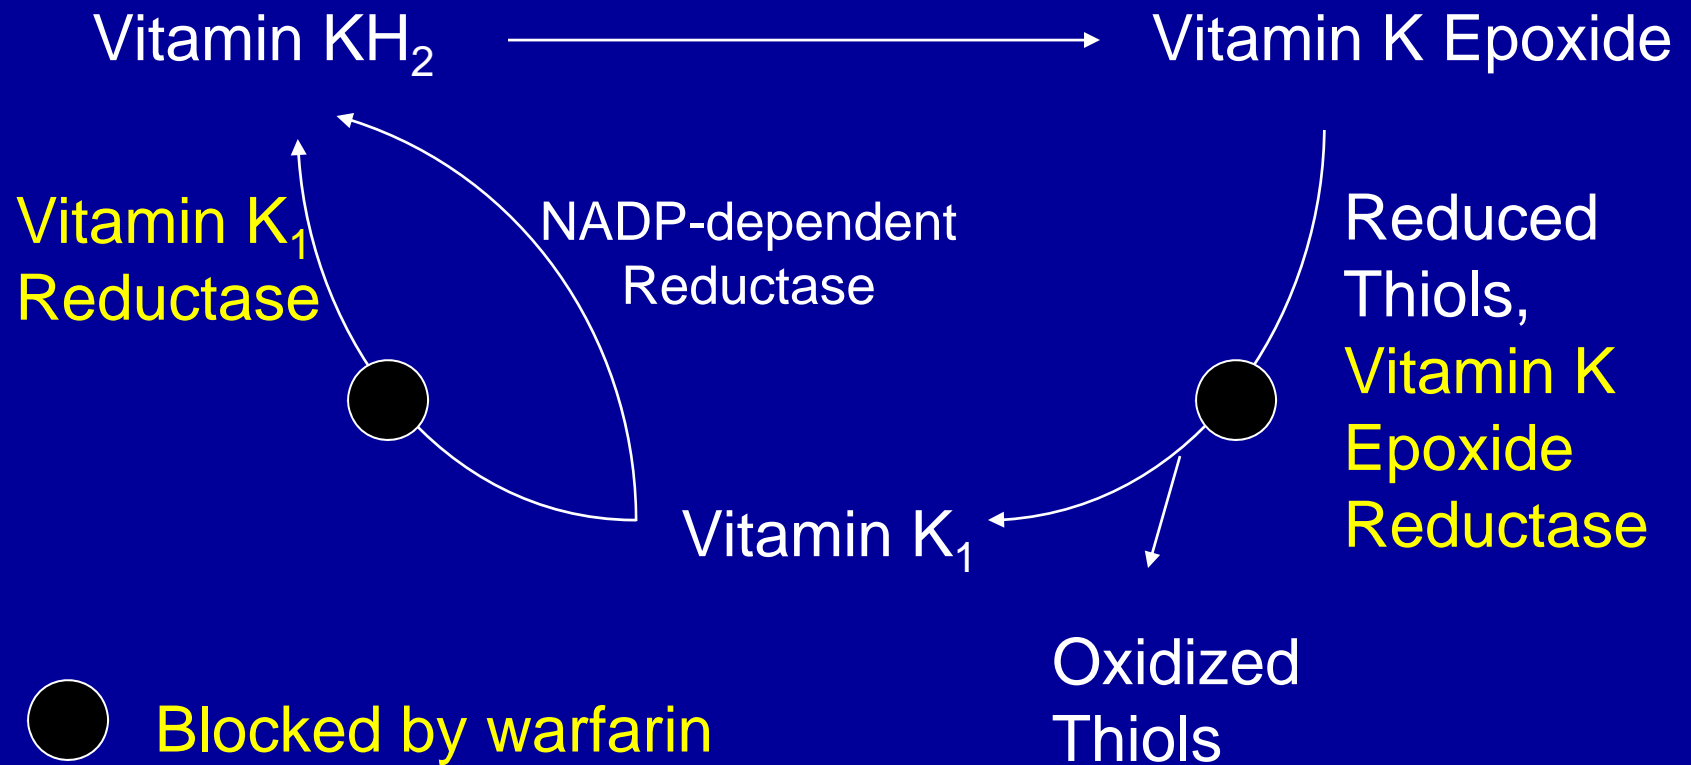 Vitamin KH₂
Vitamin K Epoxide
Vitamin K₁
Reductase
NADP-dependent
Reductase
Reduced
Thiols,
Vitamin K
Epoxide
Reductase
Vitamin K₁
Oxidized
Thiols
Blocked by warfarin